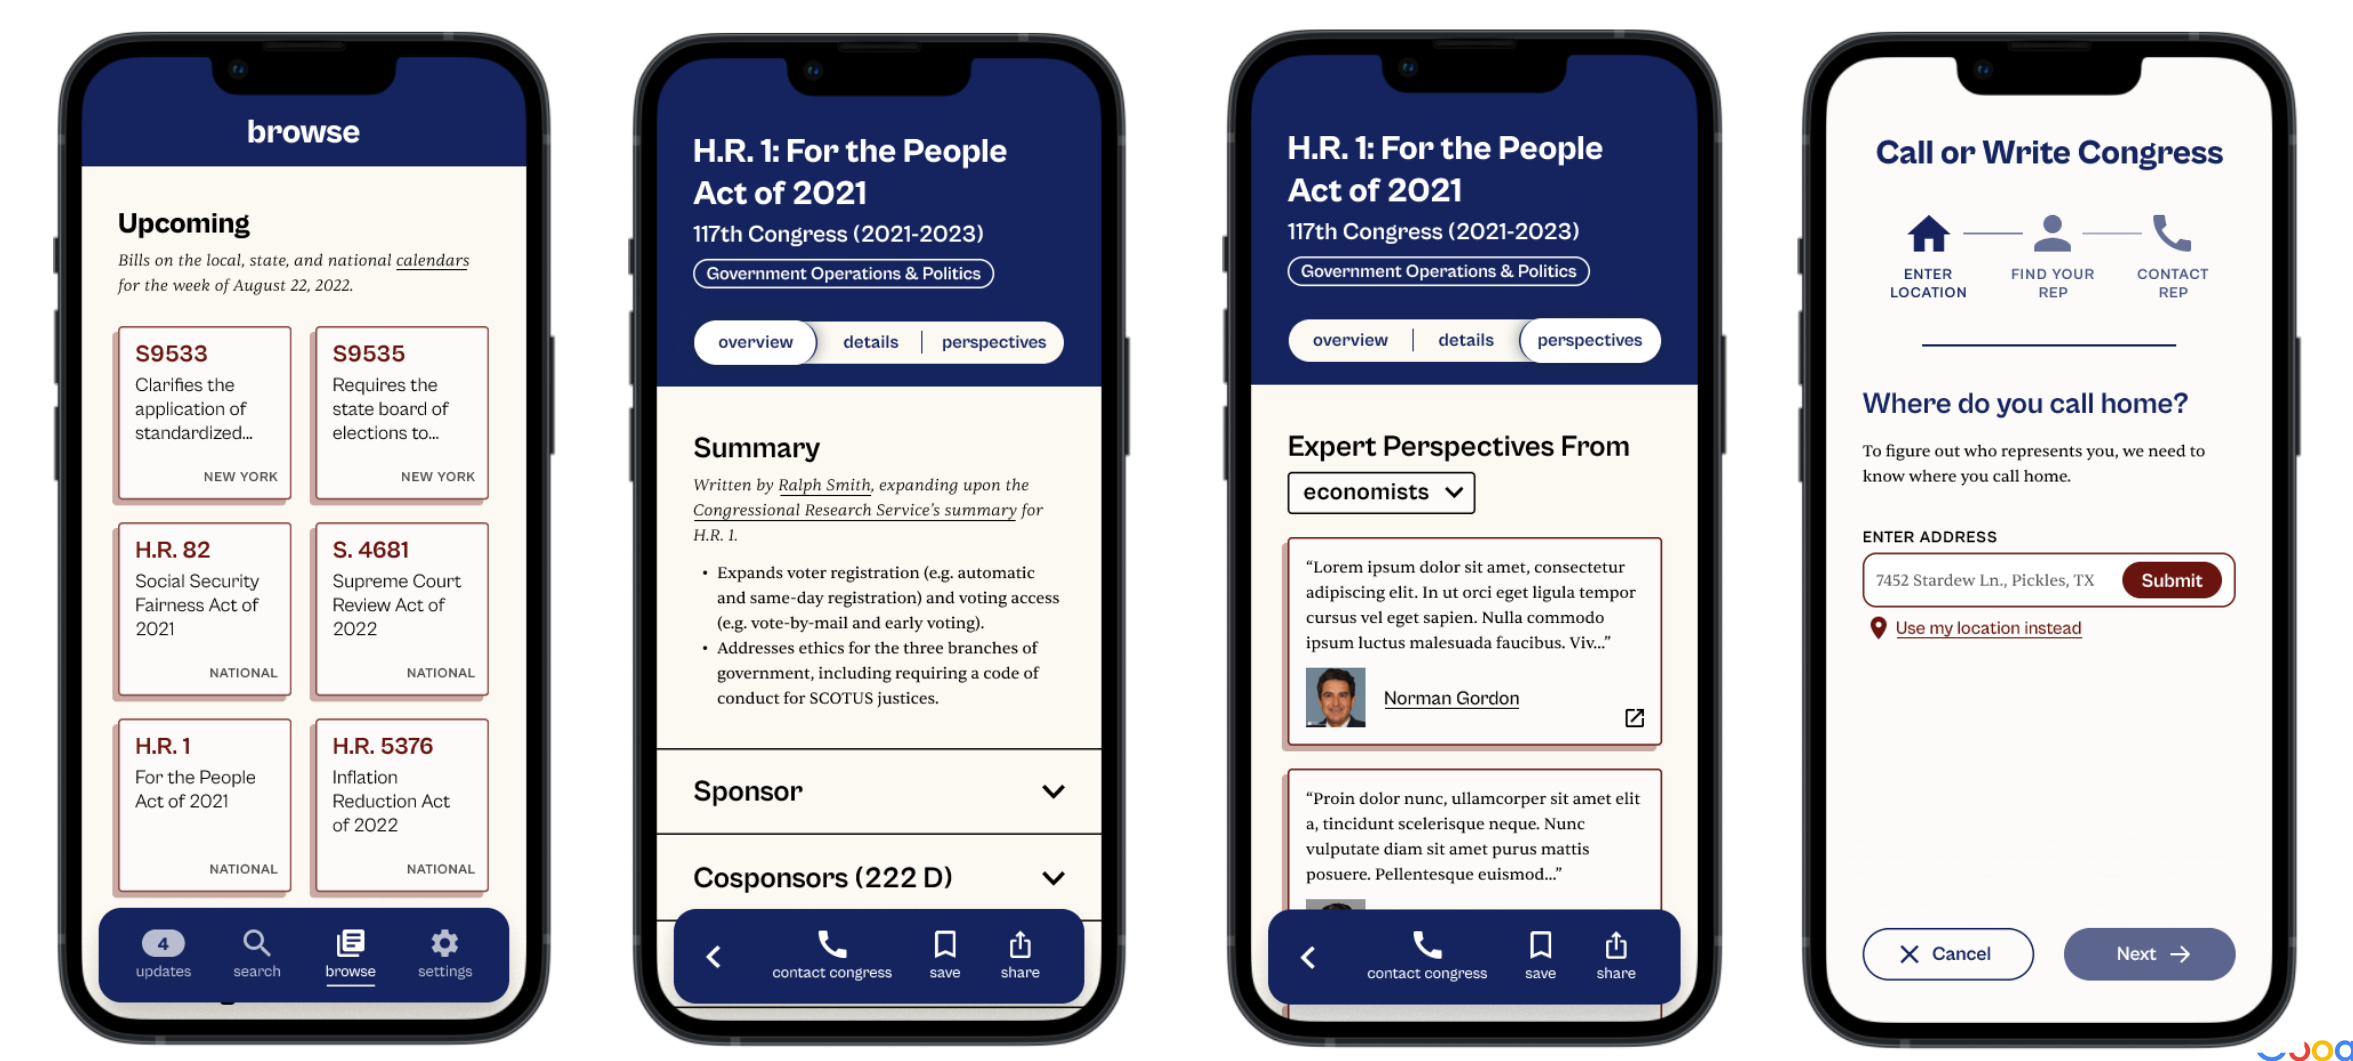 browse
Upcoming
Bills on the local, state, and national calendars
for the week of August 22, 2022.
S9533
Clarifies the
application of
standardized...
NEW YORK
S9535
Requires the
state board of
elections to...
NEW YORK
H.R. 82
Social Security
Fairness Act of
2021
NATIONAL
S. 4681
Supreme Court
Review Act of
2022
NATIONAL
H.R. 1
For the People
Act of 2021
NATIONAL
H.R. 5376
Inflation
Reduction Act
of 2022
NATIONAL
4
updates
search
browse
settings
H.R. 1: For the People
Act of 2021
117th Congress (2021-2023)
Government Operations & Politics
overview
details
perspectives
Summary
Written by Ralph Smith, expanding upon the
Congressional Research Service's summary for
H.R. 1.
• Expands voter registration (e.g. automatic
and same-day registration) and voting access
(e.g. vote-by-mail and early voting).
• Addresses ethics for the three branches of
government, including requiring a code of
conduct for SCOTUS justices.
Sponsor
Cosponsors (222 D)
contact congress
save
share
H.R. 1: For the People
Act of 2021
117th Congress (2021-2023)
Government Operations & Politics
overview
details
perspectives
Expert Perspectives From
economists
“Lorem ipsum dolor sit amet, consectetur
adipiscing elit. In ut orci eget ligula tempor
cursus vel eget sapien. Nulla commodo
ipsum luctus malesuada faucibus. Viv...”
Norman Gordon
“Proin dolor nunc, ullamcorper sit amet elit
a, tincidunt scelerisque neque. Nunc
vulputate diam sit amet purus mattis
posuere. Pellentesque euismod...”
contact congress
save
share
Call or Write Congress
ENTER
LOCATION
FIND YOUR
REP
CONTACT
REP
Where do you call home?
To figure out who represents you, we need to
know where you call home.
ENTER ADDRESS
7452 Stardew Ln., Pickles, TX
Submit
Use my location instead
Cancel
Next